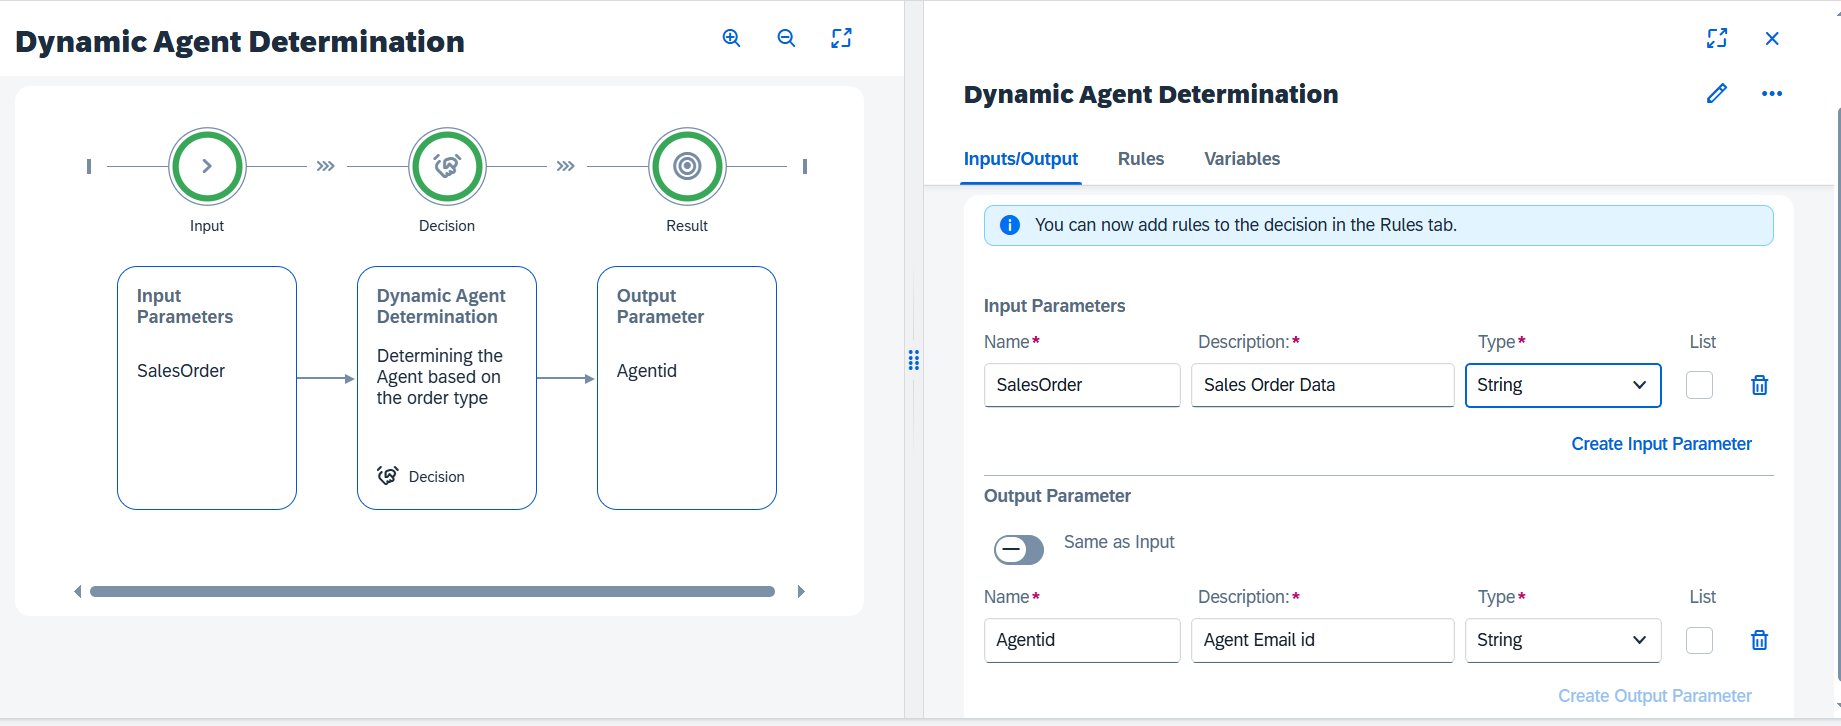 Dynamic Agent Determination
Input
Decision
Result
Input
Parameters
SalesOrder
Dynamic Agent
Determination
Determining the
Agent based on
the order type
Decision
Output
Parameter
Agentid
Dynamic Agent Determination
Inputs/Output Rules Variables
You can now add rules to the decision in the Rules tab.
Input Parameters
Name* Description:* Type* List
SalesOrder Sales Order Data String
Create Input Parameter
Output Parameter
Same as Input
Name* Description:* Type* List
Agentid Agent Email id String
Create Output Parameter